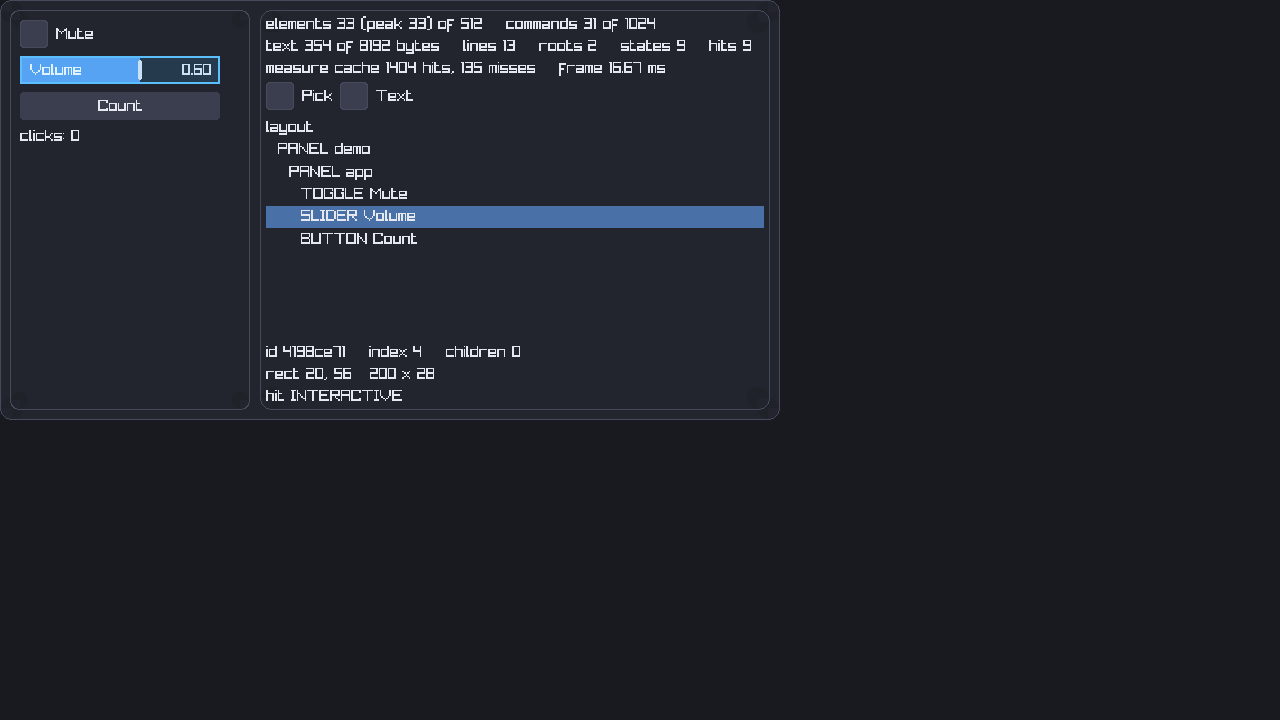 Mute
Volume 0.60
Count
clicks: 0
elements 33 (peak 33) of 512 commands 31 of 1024
text 354 of 8192 bytes lines 13 roots 2 states 9 hits 9
measure cache 1404 hits, 135 misses frame 16.67 ms
Pick Text
layout
PANEL demo
PANEL app
TOGGLE Mute
SLIDER Volume
BUTTON Count
id 4198ce71 index 4 children 0
rect 20, 56 200 x 28
hit INTERACTIVE